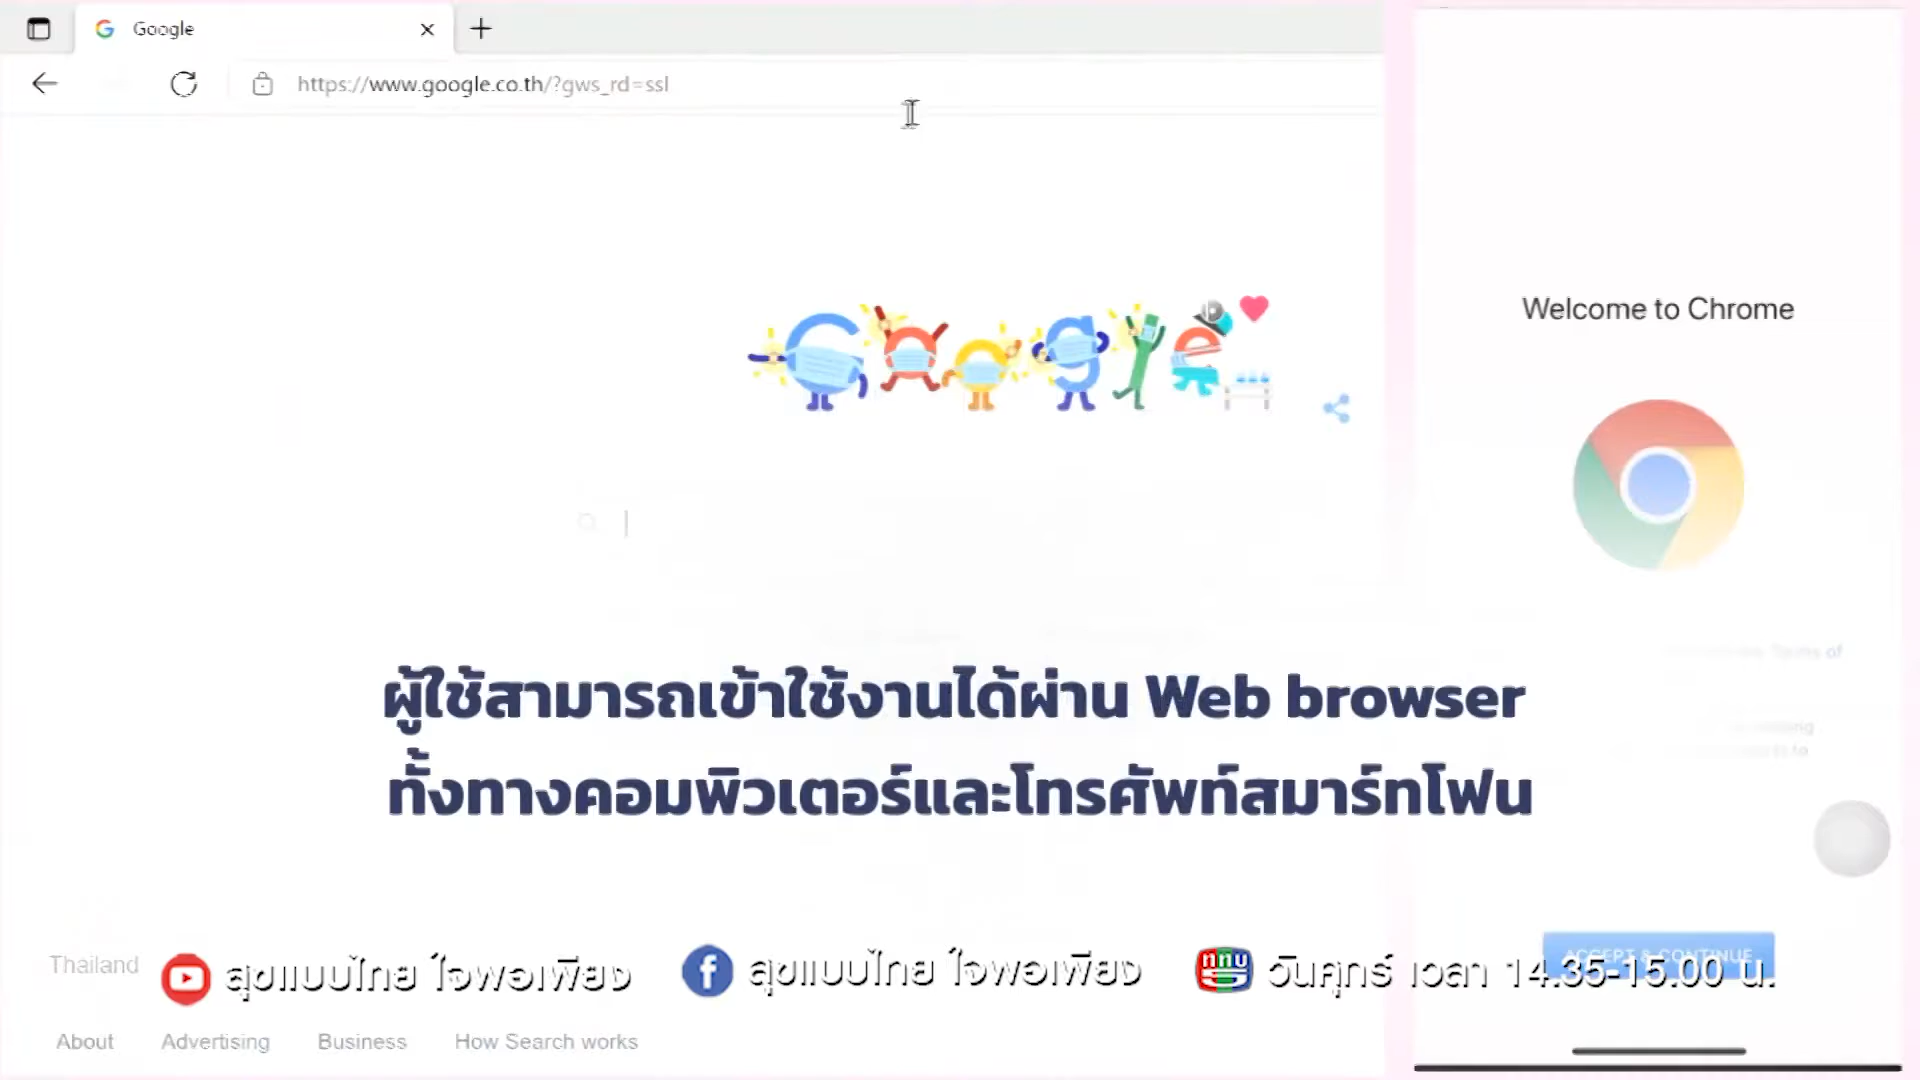 Google
https://www.google.co.th/?gws_rd=ssl
Google
Welcome to Chrome
Terms of
ผู้ใช้สามารถเข้าใช้งานได้ผ่าน Web browser
ทั้งทางคอมพิวเตอร์และโทรศัพท์สมาร์ทโฟน
ACCEPT & CONTINUE
Thailand
สุขแบบไทย ใจพอเพียง
สุขแบบไทย ใจพอเพียง
ททบ 5
วันศุกร์ เวลา 14.35-15.00 น.
About Advertising Business How Search works